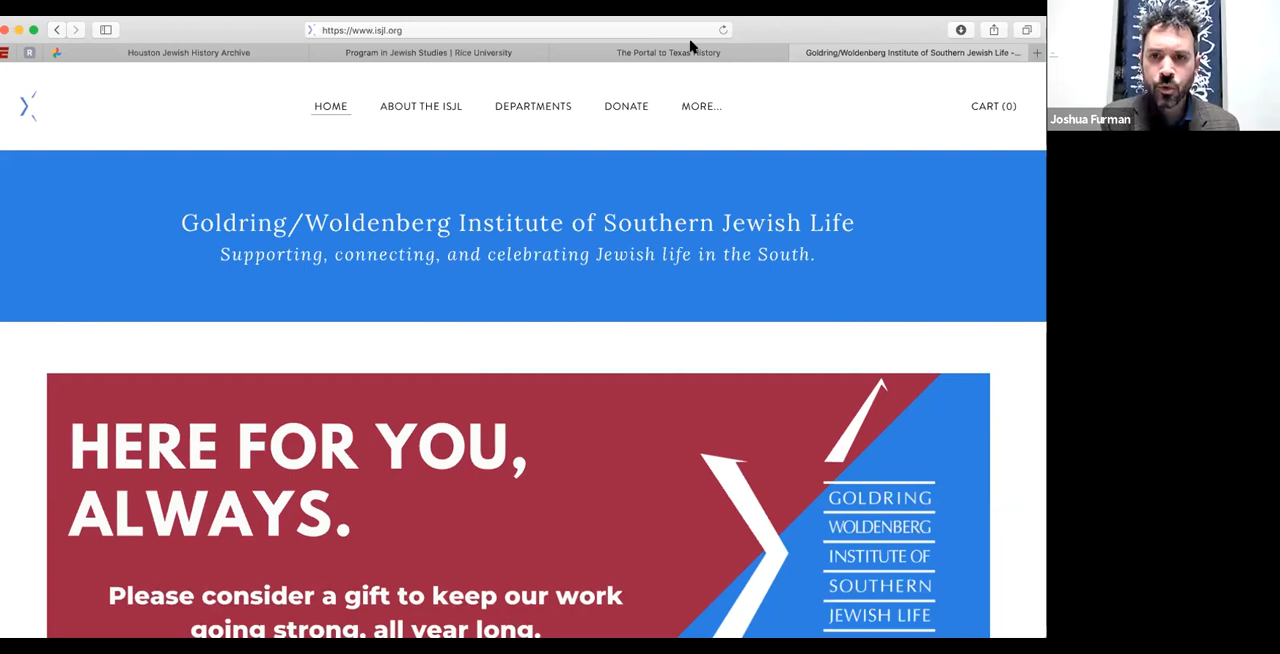 https://www.isjl.org
R
Houston Jewish History Archive
Program in Jewish Studies | Rice University
The Portal to Texas History
Goldring/Woldenberg Institute of Southern Jewish Life -...
HOME
ABOUT THE ISJL
DEPARTMENTS
DONATE
MORE...
CART (0)
Joshua Furman
Goldring/Woldenberg Institute of Southern Jewish Life
Supporting, connecting, and celebrating Jewish life in the South.
HERE FOR YOU,
ALWAYS.
Please consider a gift to keep our work
going strong, all year long.
GOLDRING
WOLDENBERG
INSTITUTE OF
SOUTHERN
JEWISH LIFE